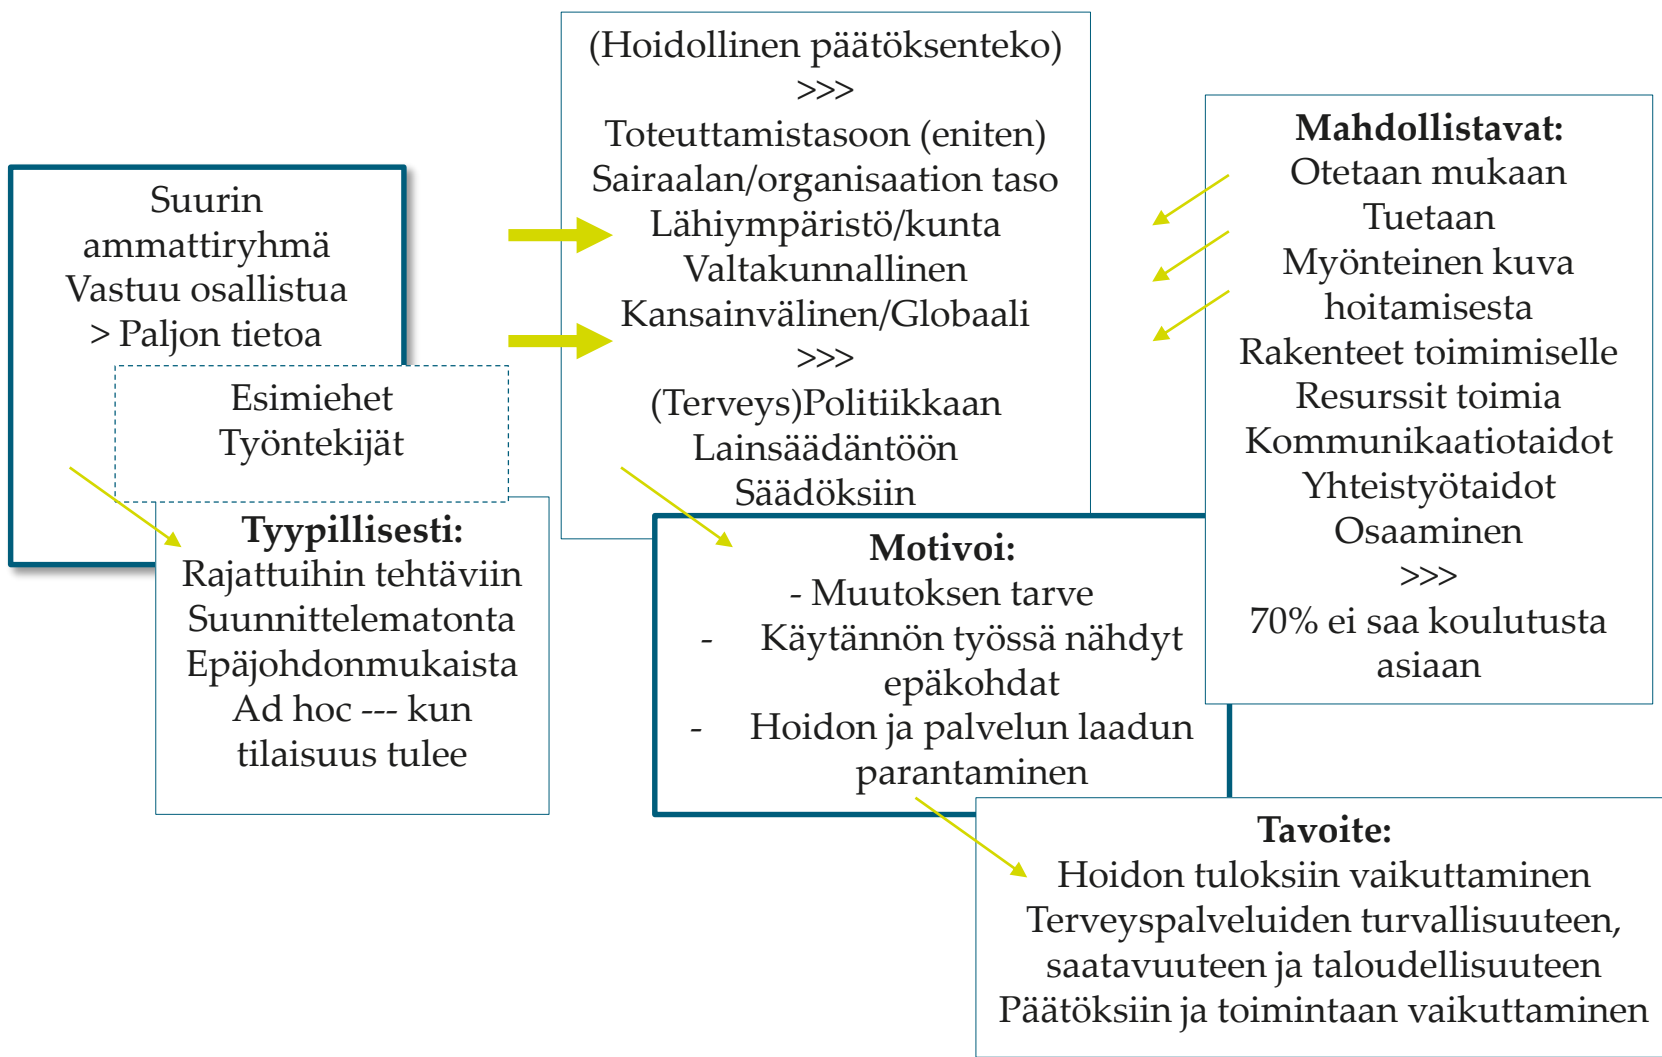 Suurin
ammattiryhmä
Vastuu osallistua
> Paljon tietoa
Esimiehet
Työntekijät
Tyypillisesti:
Rajattuihin tehtäviin
Suunnittelematonta
Epäjohdonmukaista
Ad hoc --- kun
tilaisuus tulee
(Hoidollinen päätöksenteko)
>>>
Toteuttamistasoon (eniten)
Sairaalan/organisaation taso
Lähiympäristö/kunta
Valtakunnallinen
Kansainvälinen/Globaali
>>>
(Terveys)Politiikkaan
Lainsäädäntöön
Säädöksiin
Motivoi:
- Muutoksen tarve
- Käytännön työssä nähdyt
epäkohdat
- Hoidon ja palvelun laadun
parantaminen
Mahdollistavat:
Otetaan mukaan
Tuetaan
Myönteinen kuva
hoitamisesta
Rakenteet toimimiselle
Resurssit toimia
Kommunikaatiotaidot
Yhteistyötaidot
Osaaminen
>>>
70% ei saa koulutusta
asiaan
Tavoite:
Hoidon tuloksiin vaikuttaminen
Terveyspalveluiden turvallisuuteen,
saatavuuteen ja taloudellisuuteen
Päätöksiin ja toimintaan vaikuttaminen